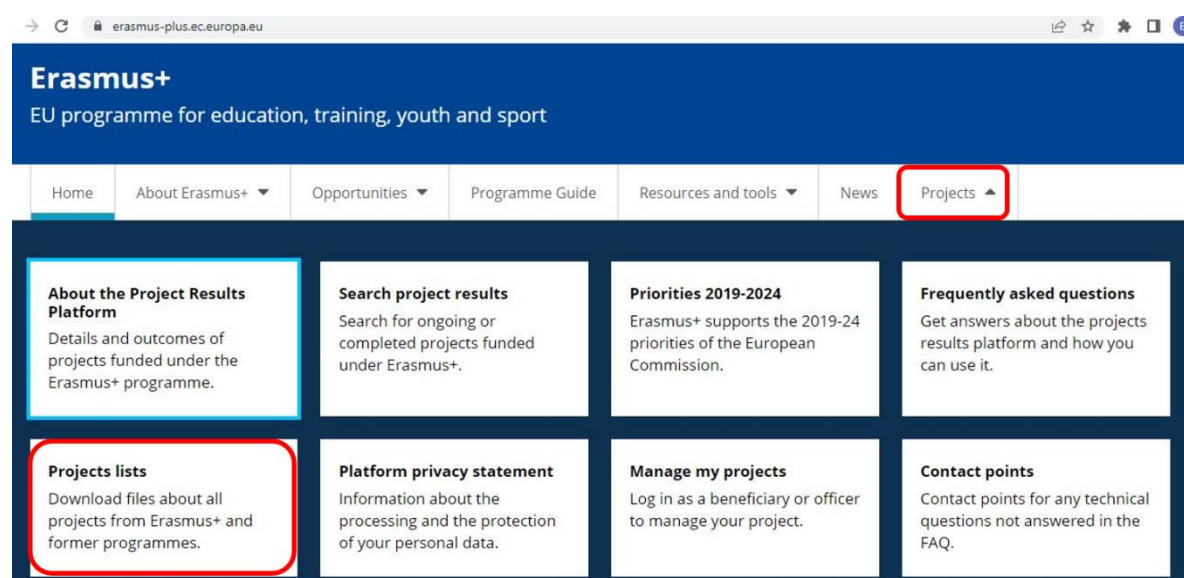 erasmus-plus.ec.europa.eu
Erasmus+
EU programme for education, training, youth and sport
Home About Erasmus+ Opportunities Programme Guide Resources and tools News Projects
About the Project Results
Platform
Details and outcomes of
projects funded under the
Erasmus+ programme.
Search project results
Search for ongoing or
completed projects funded
under Erasmus+.
Priorities 2019-2024
Erasmus+ supports the 2019-24
priorities of the European
Commission.
Frequently asked questions
Get answers about the projects
results platform and how you
can use it.
Projects lists
Download files about all
projects from Erasmus+ and
former programmes.
Platform privacy statement
Information about the
processing and the protection
of your personal data.
Manage my projects
Log in as a beneficiary or officer
to manage your project.
Contact points
Contact points for any technical
questions not answered in the
FAQ.